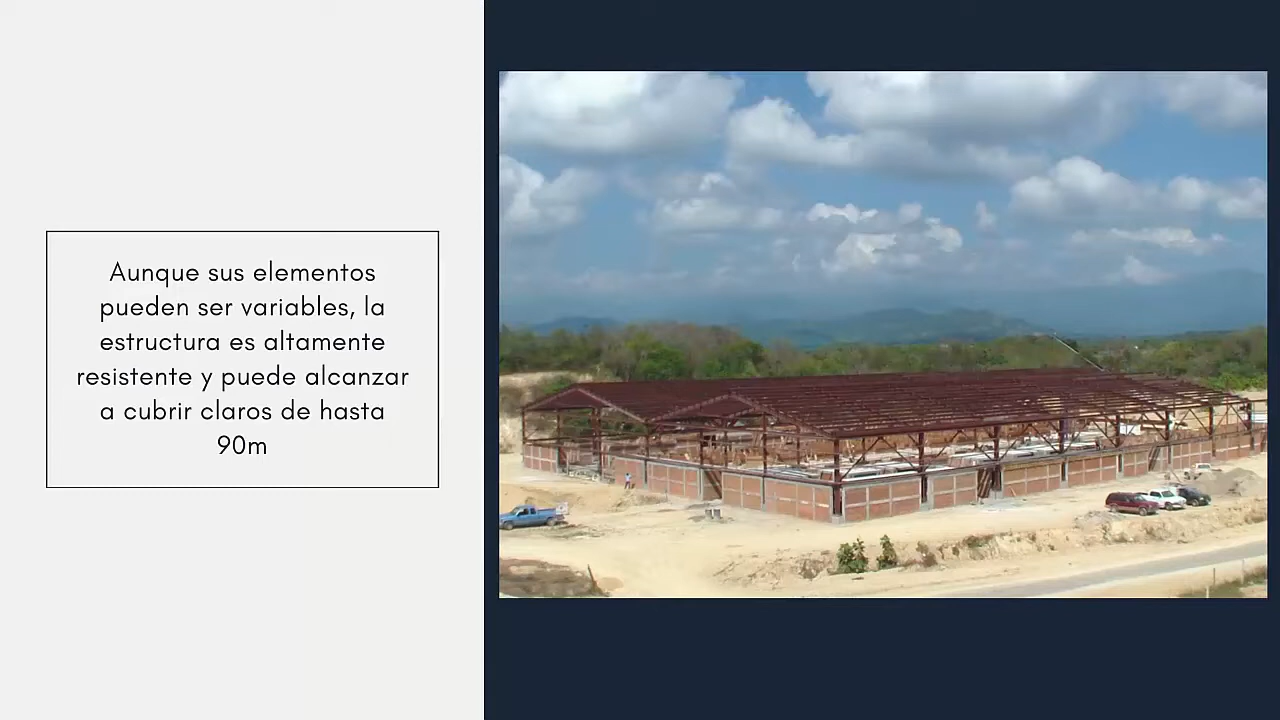 Aunque sus elementos
pueden ser variables, la
estructura es altamente
resistente y puede alcanzar
a cubrir claros de hasta
90m